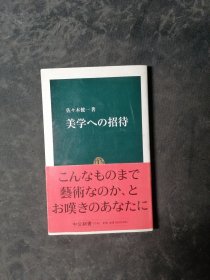 佐々木健一著
美学への招待
こんなものまで
藝術なのか、と
お嘆きのあなたに
中公新書